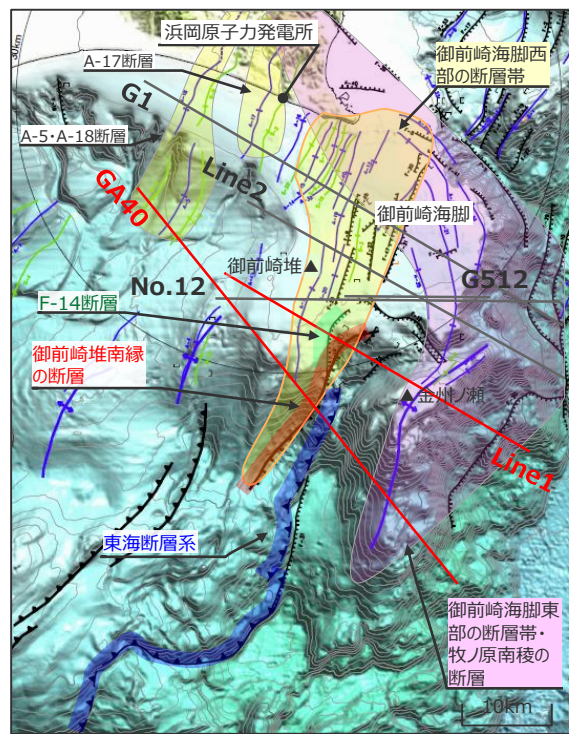 浜岡原子力発電所
A-17断層
御前崎海脚西
部の断層帯
G1
30km
A-5・A-18断層
Line2
GA40
御前崎海脚
御前崎堆
No.12
G512
F-14断層
御前崎堆南縁
の断層
金州ノ瀬
Line1
東海断層系
御前崎海脚東
部の断層帯・
牧ノ原南稜の
断層
10km